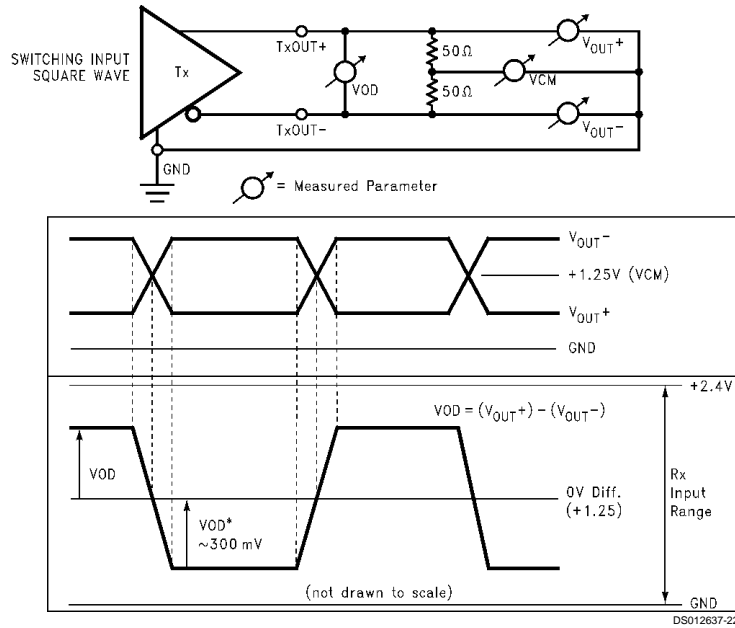 SWITCHING INPUT
SQUARE WAVE
Tx
TxOUT+
TxOUT-
VOD
50Ω
50Ω
VCM
VOUT+
VOUT-
GND
= Measured Parameter
VOUT-
+1.25V (VCM)
VOUT+
GND
+2.4V
VOD = (VOUT+) - (VOUT-)
VOD
0V Diff.
(+1.25)
Rx
Input
Range
VOD*
~300 mV
(not drawn to scale)
GND
DS012637-22